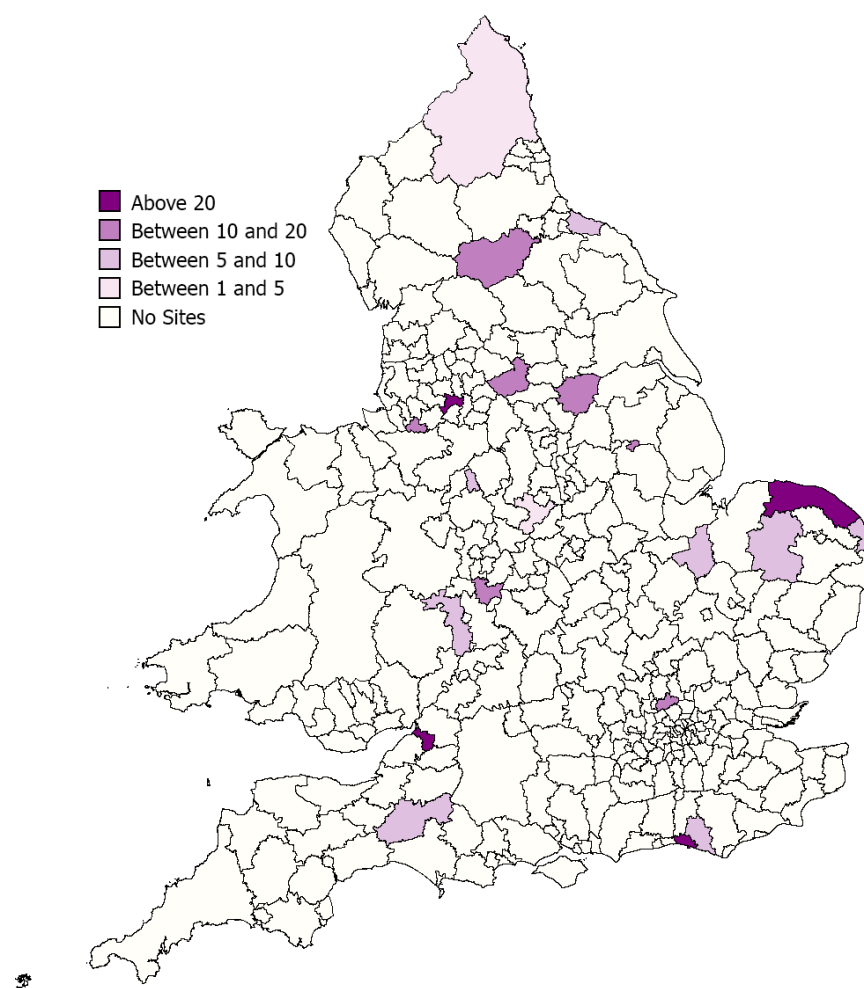 Above 20
Between 10 and 20
Between 5 and 10
Between 1 and 5
No Sites